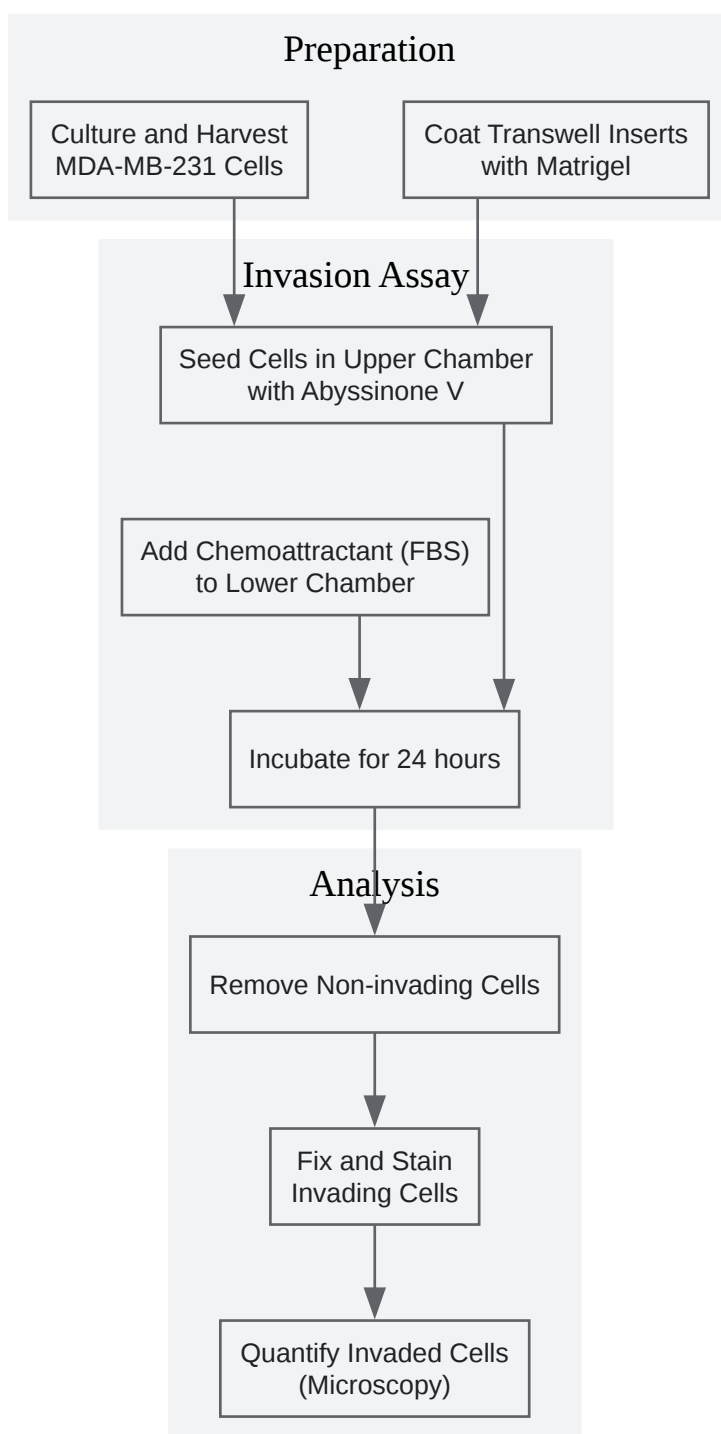 Preparation
Culture and Harvest
MDA-MB-231 Cells
Coat Transwell Inserts
with Matrigel
Invasion Assay
Seed Cells in Upper Chamber
with Abyssinone V
Add Chemoattractant (FBS)
to Lower Chamber
Incubate for 24 hours
Analysis
Remove Non-invading Cells
Fix and Stain
Invading Cells
Quantify Invaded Cells
(Microscopy)